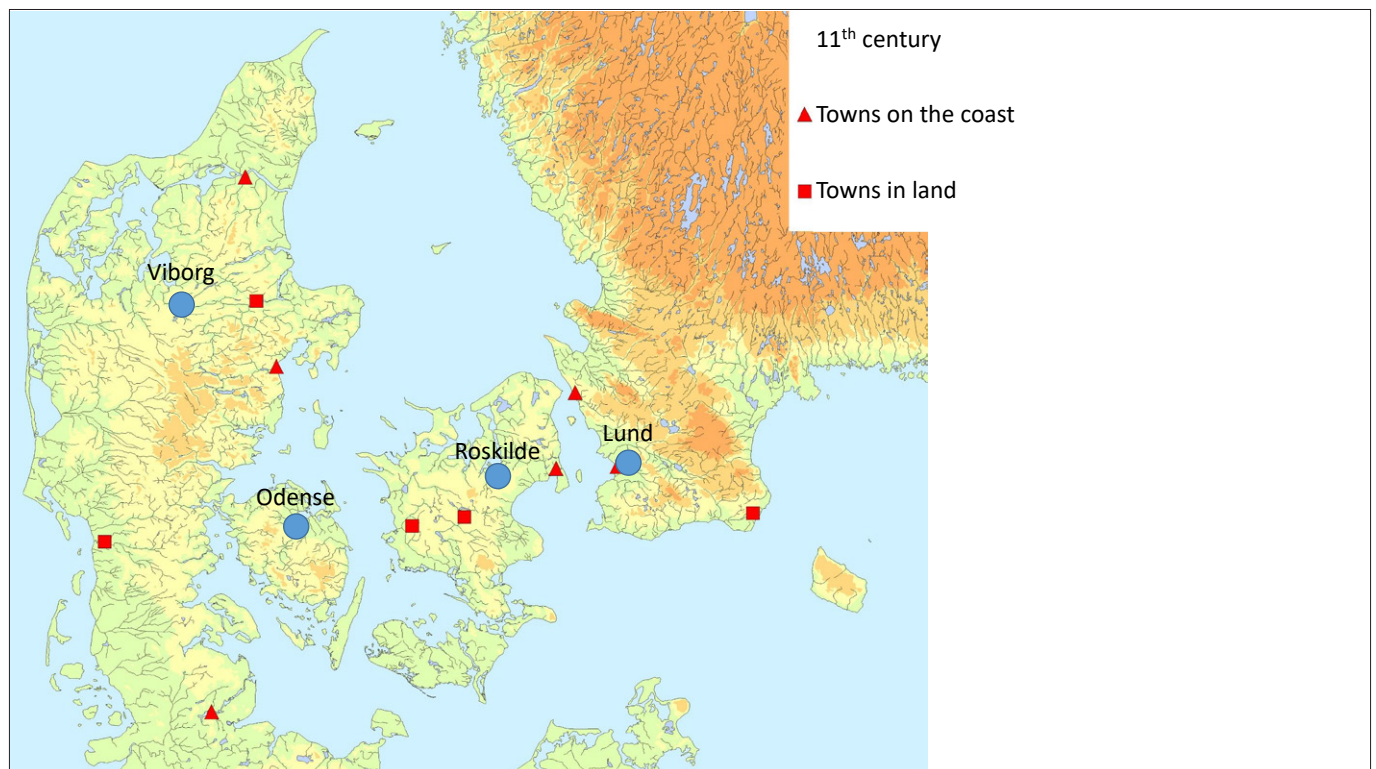 11th century
Towns on the coast
Towns in land
Viborg
Lund
Roskilde
Odense